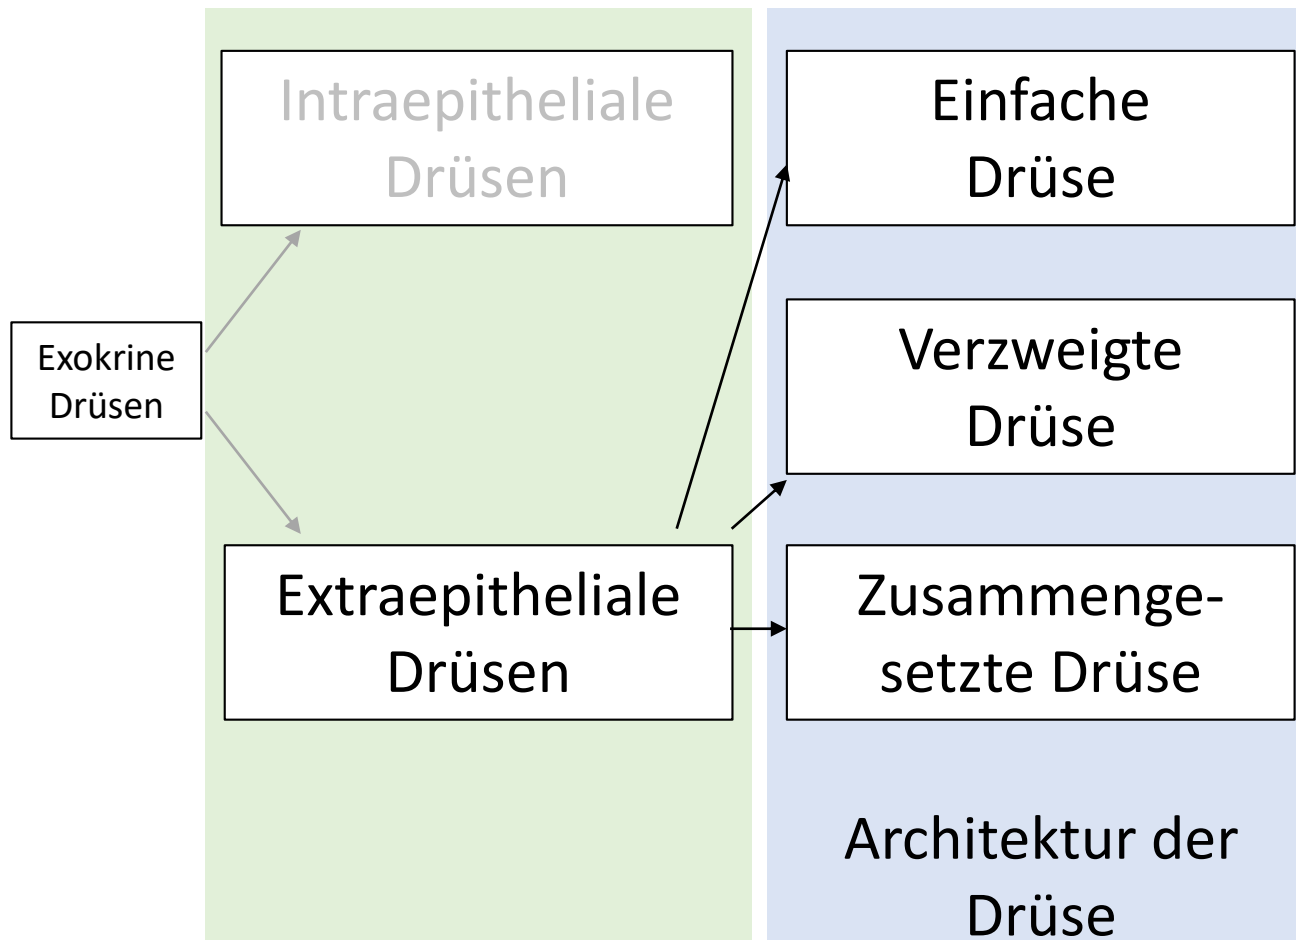 Exokrine
Drüsen
Intraepitheliale
Drüsen
Extraepitheliale
Drüsen
Einfache
Drüse
Verzweigte
Drüse
Zusammenge-
setzte Drüse
Architektur der
Drüse